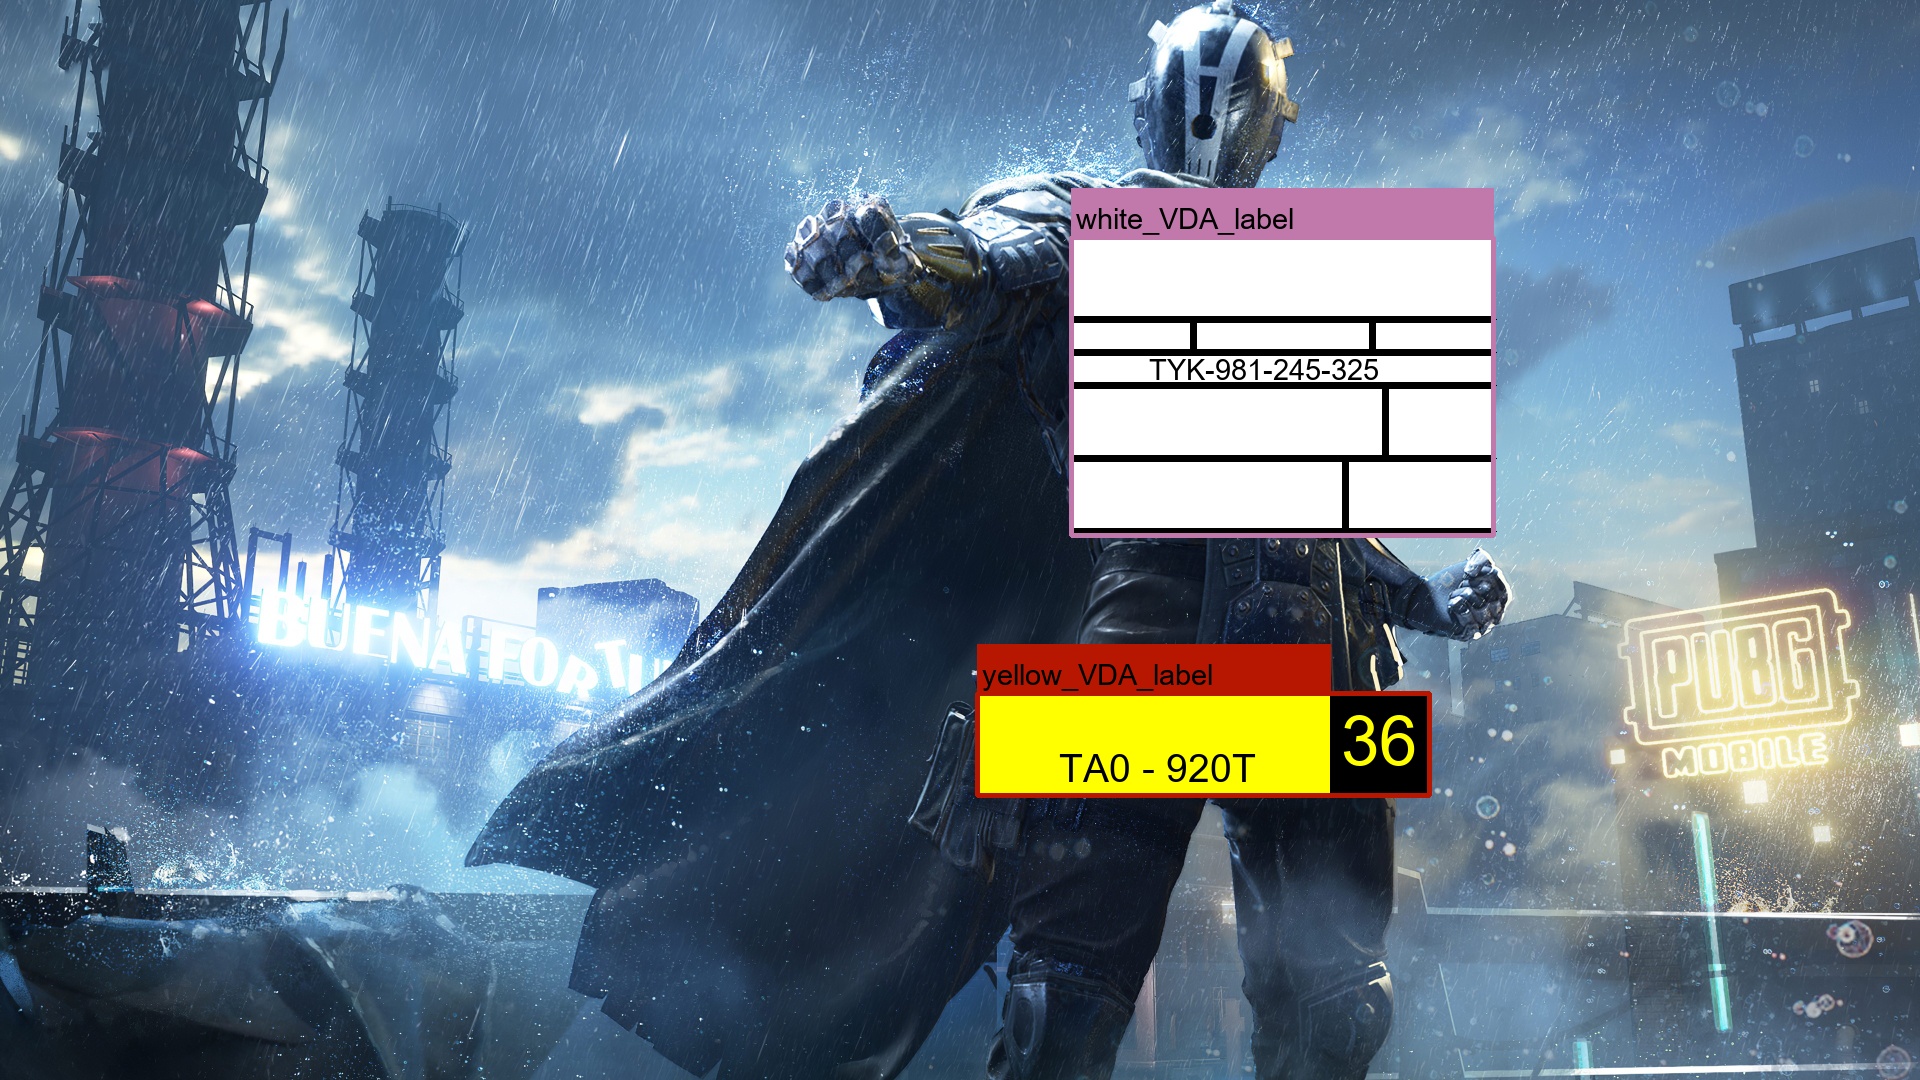 white_VDA_label
TYK-981-245-325
BUENA FORTU
yellow_VDA_label
TA0 - 920T
36
PUBG
MOBILE